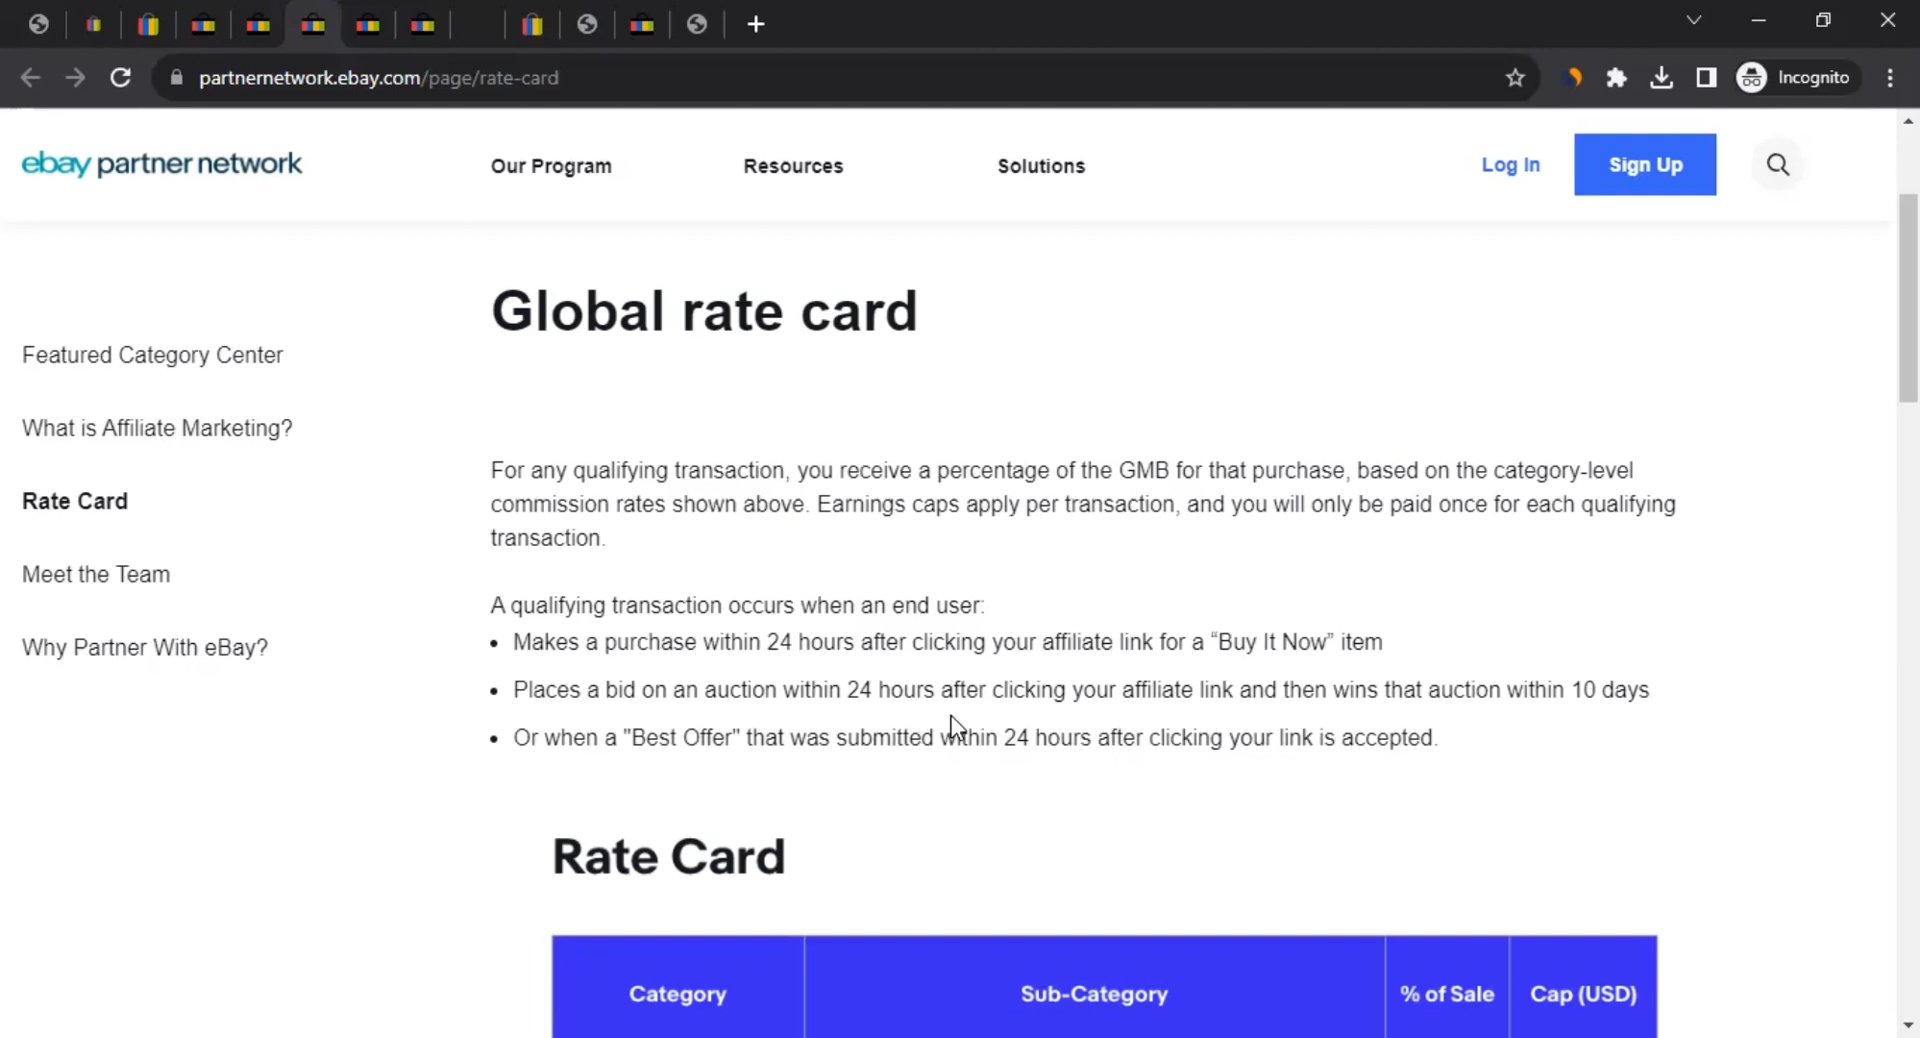 partnernetwork.ebay.com/page/rate-card
Incognito
ebay partner network
Our Program
Resources
Solutions
Log In
Sign Up
Global rate card
Featured Category Center
What is Affiliate Marketing?
Rate Card
Meet the Team
Why Partner With eBay?
For any qualifying transaction, you receive a percentage of the GMB for that purchase, based on the category-level
commission rates shown above. Earnings caps apply per transaction, and you will only be paid once for each qualifying
transaction.
A qualifying transaction occurs when an end user:
• Makes a purchase within 24 hours after clicking your affiliate link for a “Buy It Now” item
• Places a bid on an auction within 24 hours after clicking your affiliate link and then wins that auction within 10 days
• Or when a "Best Offer" that was submitted within 24 hours after clicking your link is accepted.
Rate Card
Category
Sub-Category
% of Sale
Cap (USD)